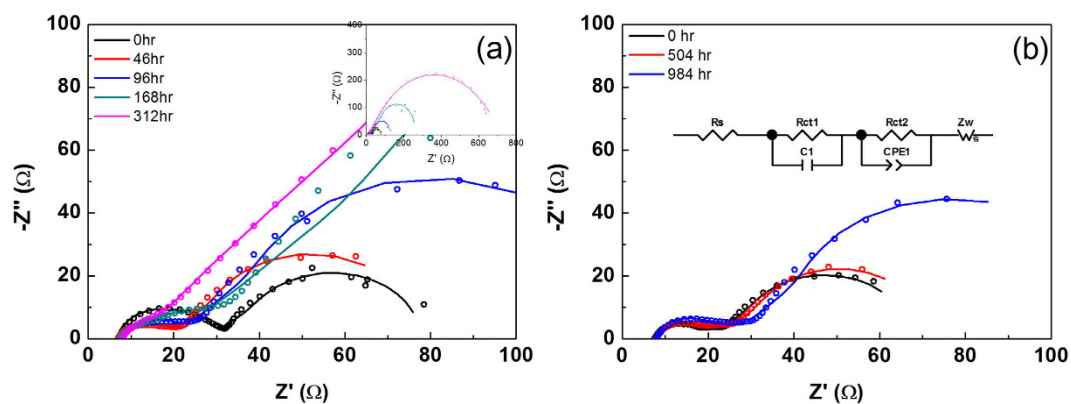 (a)
0hr
46hr
96hr
168hr
312hr
-Z'' (Ω)
100
80
60
40
20
0
0 20 40 60 80 100
Z' (Ω)
-Z'' (Ω)
400
300
200
100
0
0 200 400 600 800
Z' (Ω)
(b)
0 hr
504 hr
984 hr
Rs Rct1 Rct2 Zw
C1 CPE1
-Z'' (Ω)
100
80
60
40
20
0
0 20 40 60 80 100
Z' (Ω)